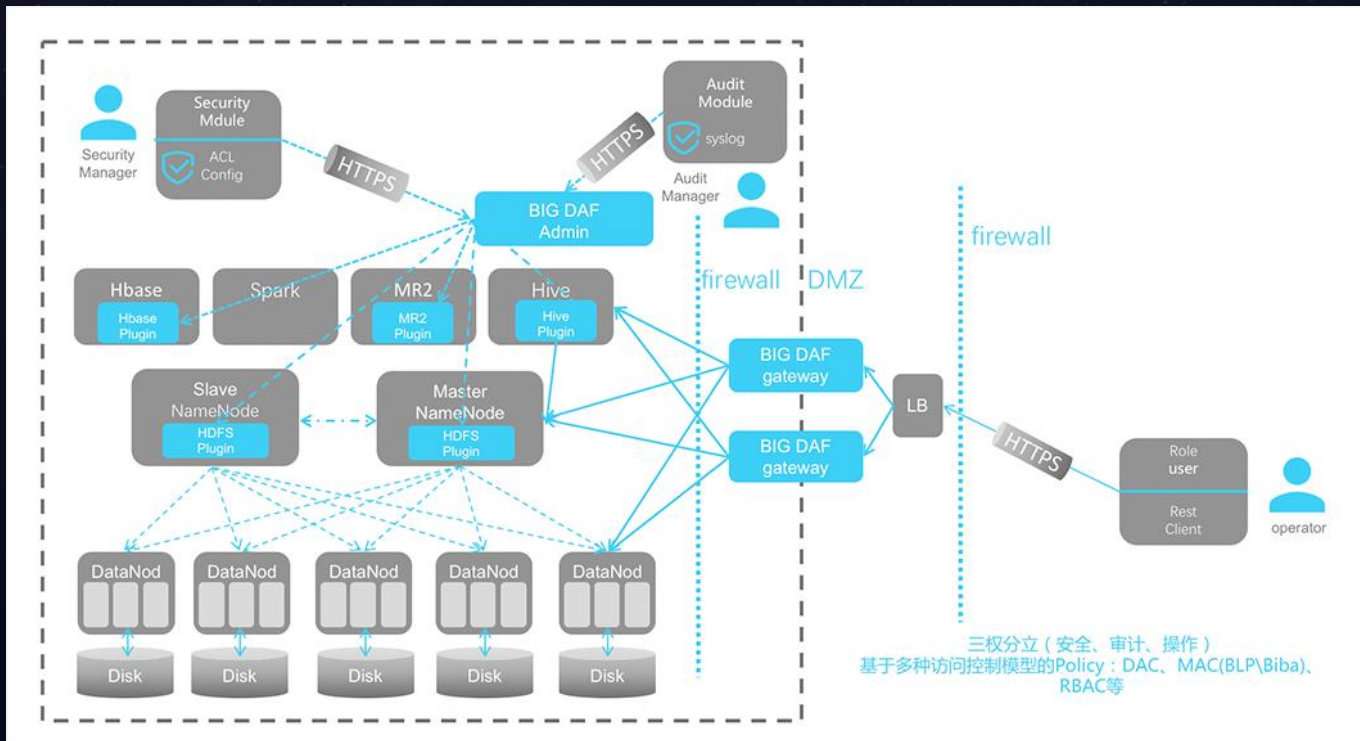 Security
Mdule
ACL
Config
Security
Manager
HTTPS
Audit
Module
syslog
HTTPS
Audit
Manager
BIG DAF
Admin
firewall
firewall
DMZ
Hbase
Hbase
Plugin
Spark
MR2
MR2
Plugin
Hive
Hive
Plugin
BIG DAF
gateway
BIG DAF
gateway
LB
HTTPS
Role
user
Rest
Client
operator
Slave
NameNode
HDFS
Plugin
Master
NameNode
HDFS
Plugin
DataNod
DataNod
DataNod
DataNod
DataNod
Disk
Disk
Disk
Disk
Disk
三权分立（安全、审计、操作）
基于多种访问控制模型的Policy：DAC、MAC(BLP\Biba)、
RBAC等